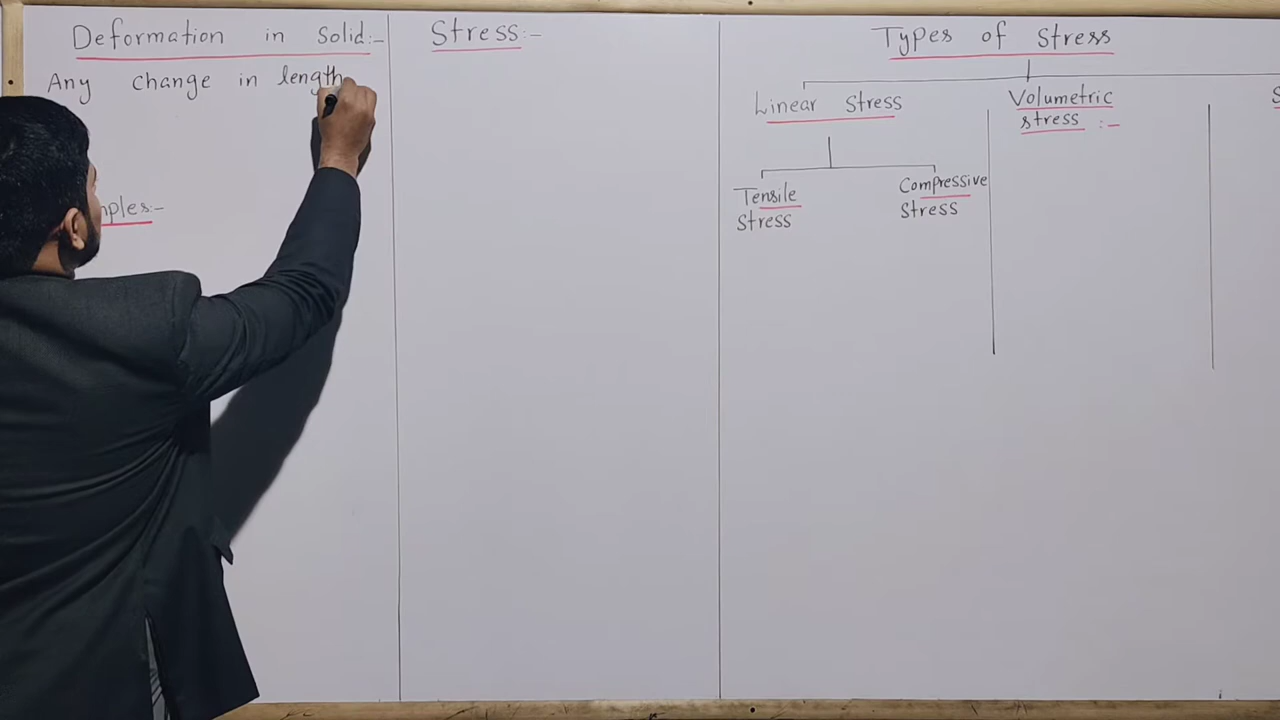 Deformation in Solid:-
Any change in length
Stress:-
Types of Stress
Linear Stress
Volumetric
stress :-
Tensile
Stress
Compressive
Stress